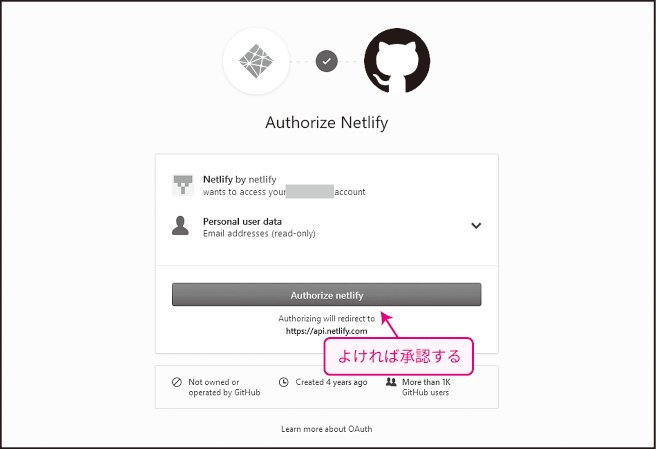 Authorize Netlify
Netlify by netlify
wants to access your account
Personal user data
Email addresses (read-only)
Authorize netlify
Authorizing will redirect to
https://api.netlify.com
よければ承認する
Not owned or
operated by GitHub
Created 4 years ago
More than 1K
GitHub users
Learn more about OAuth